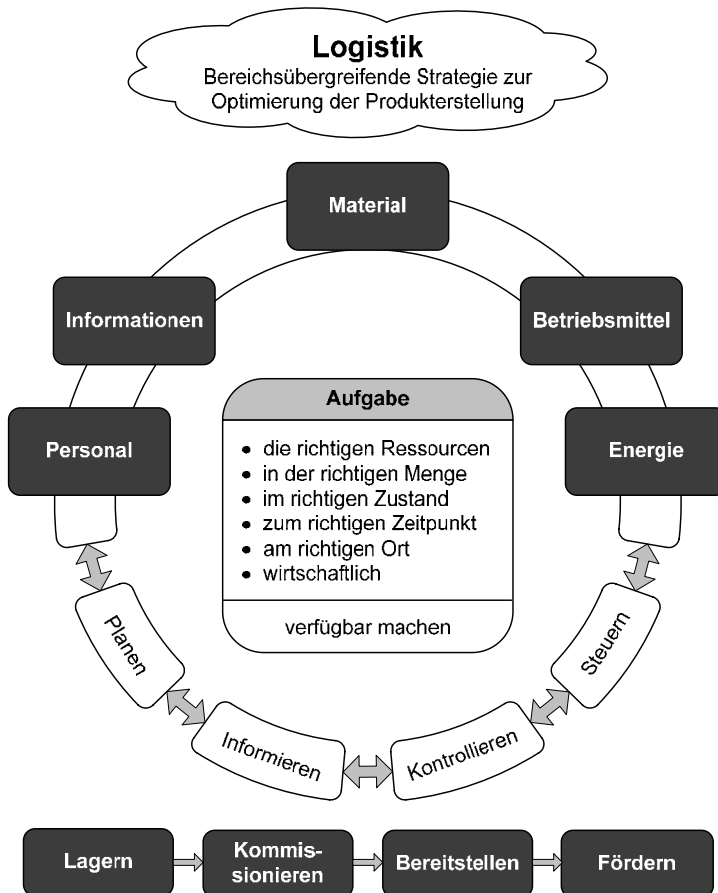 Logistik
Bereichsübergreifende Strategie zur
Optimierung der Produkterstellung
Material
Informationen
Betriebsmittel
Personal
Energie
Aufgabe
• die richtigen Ressourcen
• in der richtigen Menge
• im richtigen Zustand
• zum richtigen Zeitpunkt
• am richtigen Ort
• wirtschaftlich
verfügbar machen
Planen
Steuern
Informieren
Kontrollieren
Lagern
Kommis-
sionieren
Bereitstellen
Fördern